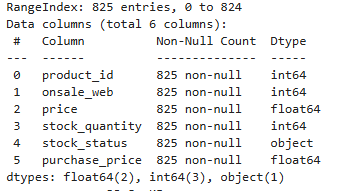 RangeIndex: 825 entries, 0 to 824
Data columns (total 6 columns):
 #   Column          Non-Null Count  Dtype
---  ------          --------------  -----
 0   product_id      825 non-null    int64
 1   onsale_web      825 non-null    int64
 2   price           825 non-null    float64
 3   stock_quantity  825 non-null    int64
 4   stock_status    825 non-null    object
 5   purchase_price  825 non-null    float64
dtypes: float64(2), int64(3), object(1)